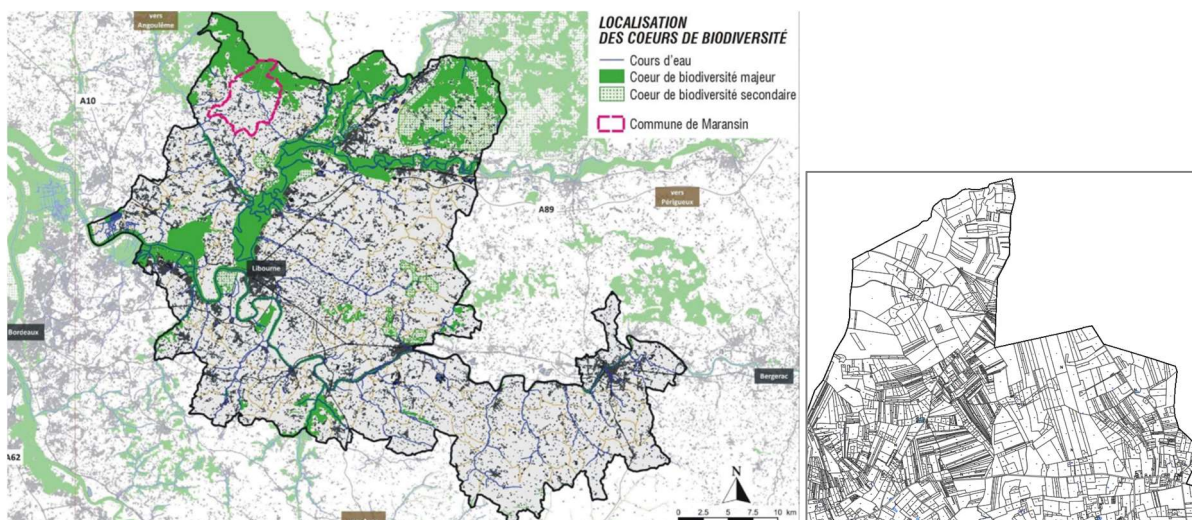 vers
Angoulême
LOCALISATION
DES COEURS DE BIODIVERSITÉ
Cours d'eau
Coeur de biodiversité majeur
Coeur de biodiversité secondaire
Commune de Maransin
A10
vers
Périgueux
A89
Libourne
Bordeaux
Bergerac
A62
N
0 2.5 5 7.5 10 km